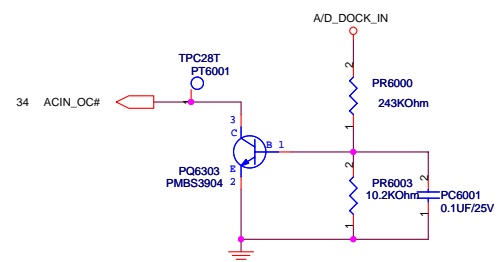 A/D_DOCK_IN
TPC28T
PT6001
2
PR6000
34 ACIN_OC#
243KOhm
3
1
C
B 1
2
2
E
PQ6303
PR6003
2
PMBS3904
10.2KOhm
PC6001
0.1UF/25V
1
1